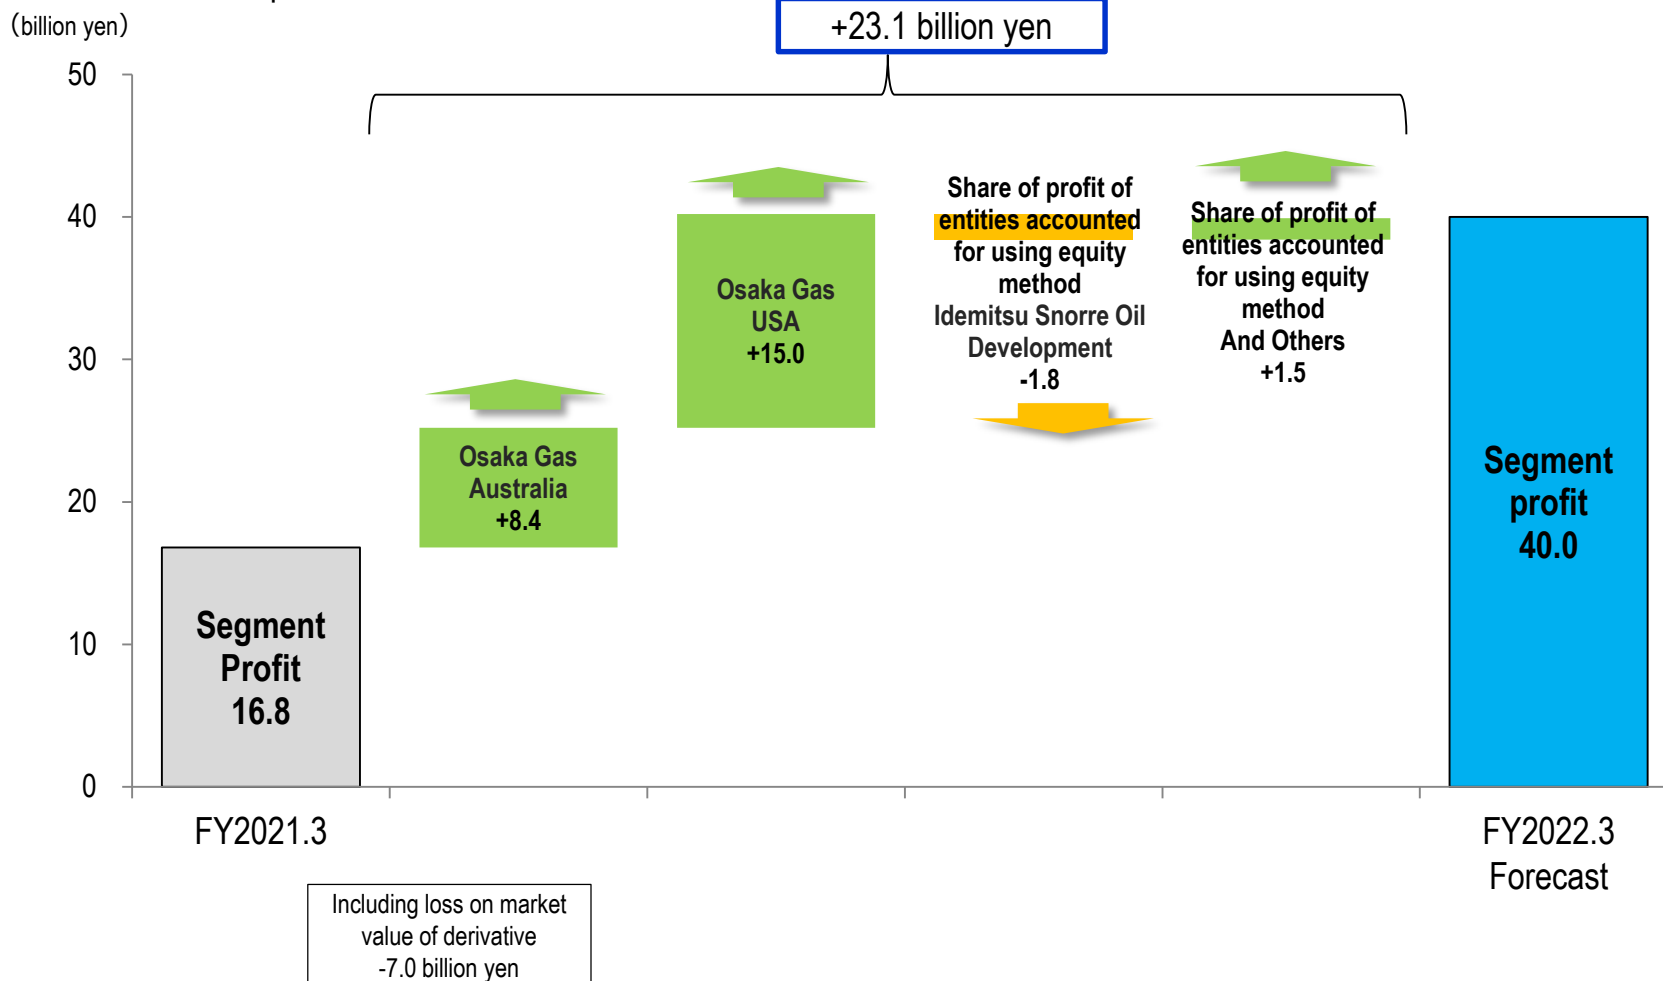 (billion yen)
+23.1 billion yen
50
40
30
20
10
0
Segment
Profit
16.8
Osaka Gas
Australia
+8.4
Osaka Gas
USA
+15.0
Share of profit of
entities accounted
for using equity
method
Idemitsu Snorre Oil
Development
-1.8
Share of profit of
entities accounted
for using equity
method
And Others
+1.5
Segment
profit
40.0
FY2021.3
FY2022.3
Forecast
Including loss on market
value of derivative
-7.0 billion yen